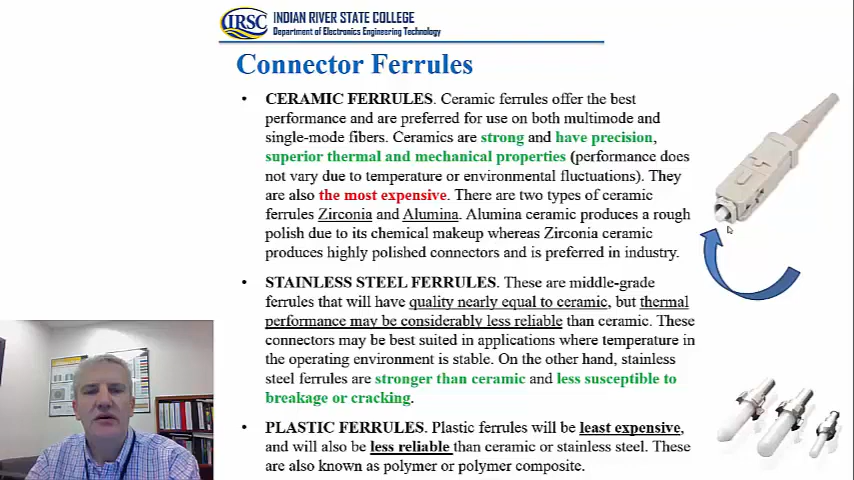 IRSC
INDIAN RIVER STATE COLLEGE
Department of Electronics Engineering Technology
Connector Ferrules
• CERAMIC FERRULES. Ceramic ferrules offer the best
performance and are preferred for use on both multimode and
single-mode fibers. Ceramics are strong and have precision,
superior thermal and mechanical properties (performance does
not vary due to temperature or environmental fluctuations). They
are also the most expensive. There are two types of ceramic
ferrules Zirconia and Alumina. Alumina ceramic produces a rough
polish due to its chemical makeup whereas Zirconia ceramic
produces highly polished connectors and is preferred in industry.
• STAINLESS STEEL FERRULES. These are middle-grade
ferrules that will have quality nearly equal to ceramic, but thermal
performance may be considerably less reliable than ceramic. These
connectors may be best suited in applications where temperature in
the operating environment is stable. On the other hand, stainless
steel ferrules are stronger than ceramic and less susceptible to
breakage or cracking.
• PLASTIC FERRULES. Plastic ferrules will be least expensive,
and will also be less reliable than ceramic or stainless steel. These
are also known as polymer or polymer composite.